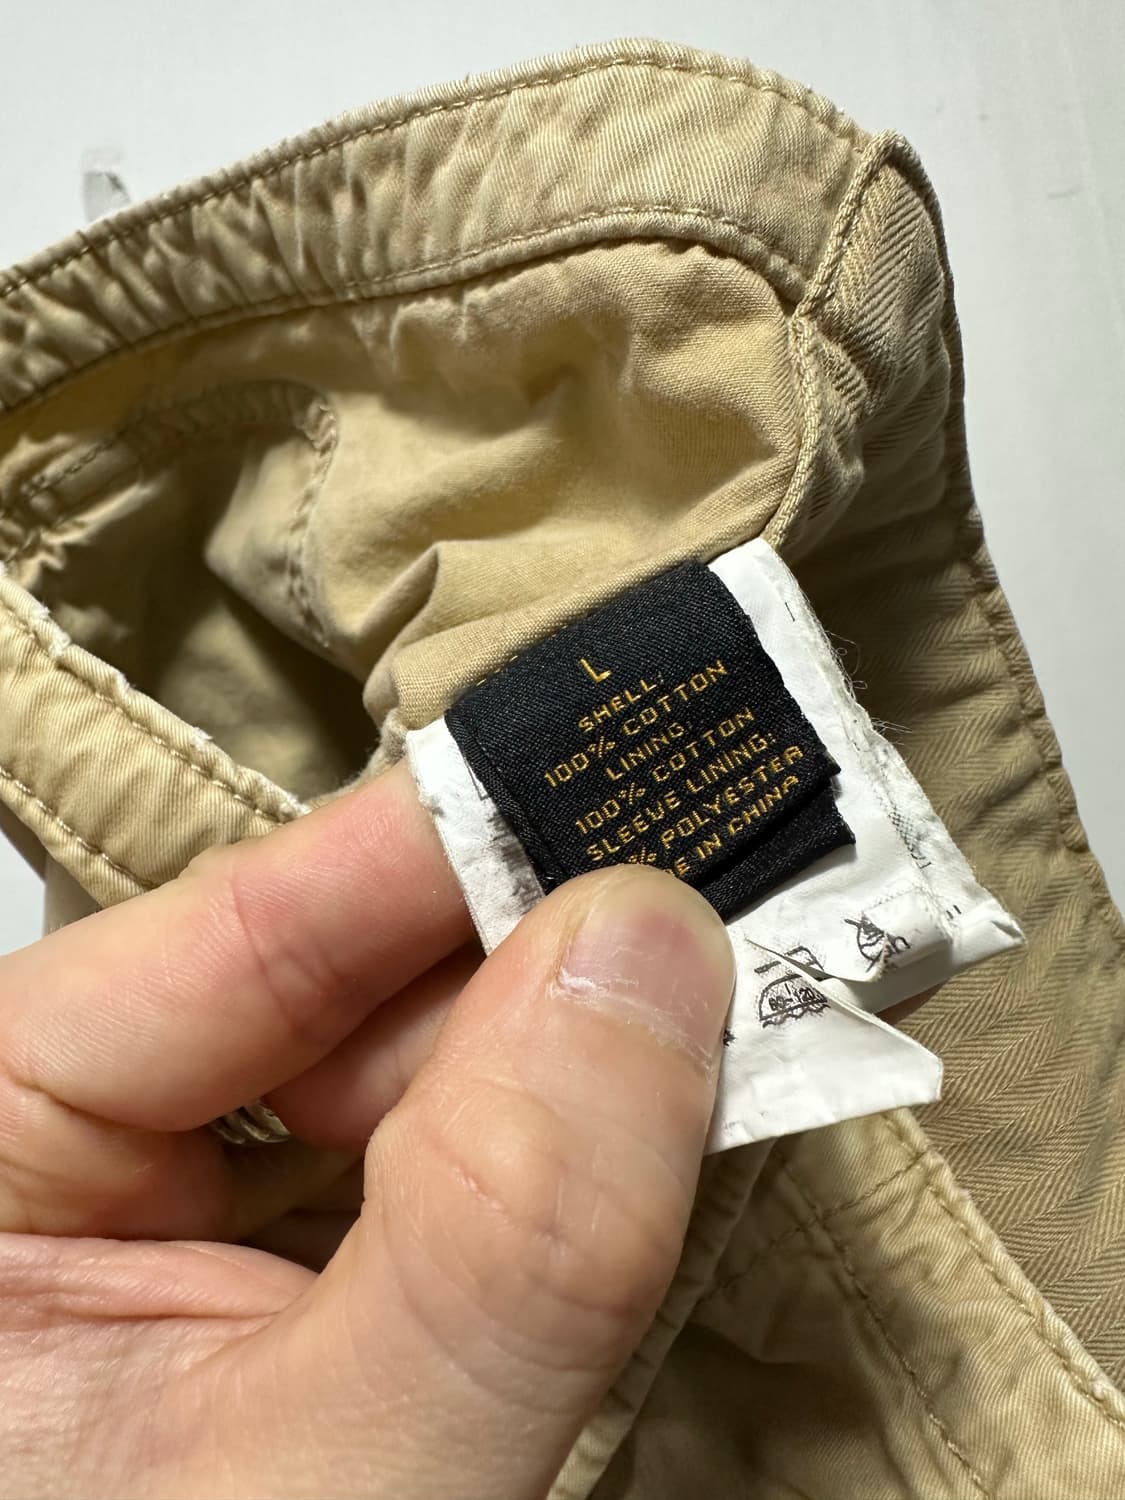 L
SHELL:
100% COTTON
LINING:
100% COTTON
SLEEVE LINING:
% POLYESTER
E IN CHINA